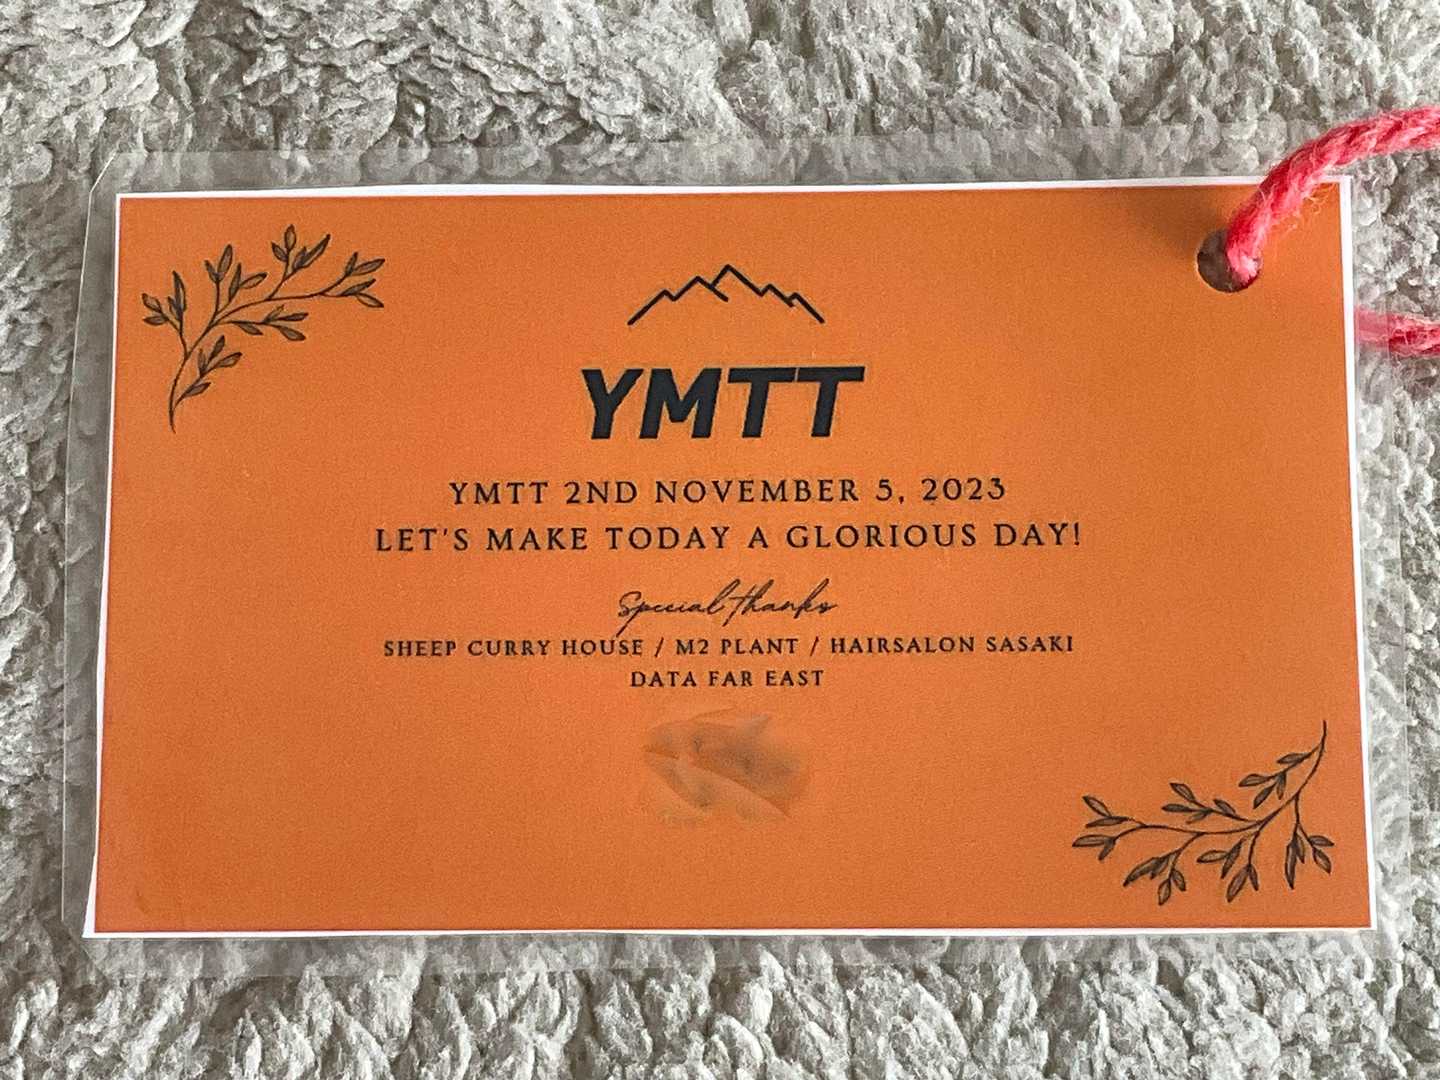 YMTT
YMTT 2ND NOVEMBER 5, 2023
LET'S MAKE TODAY A GLORIOUS DAY!
Special thanks
SHEEP CURRY HOUSE / M2 PLANT / HAIRSALON SASAKI
DATA FAR EAST